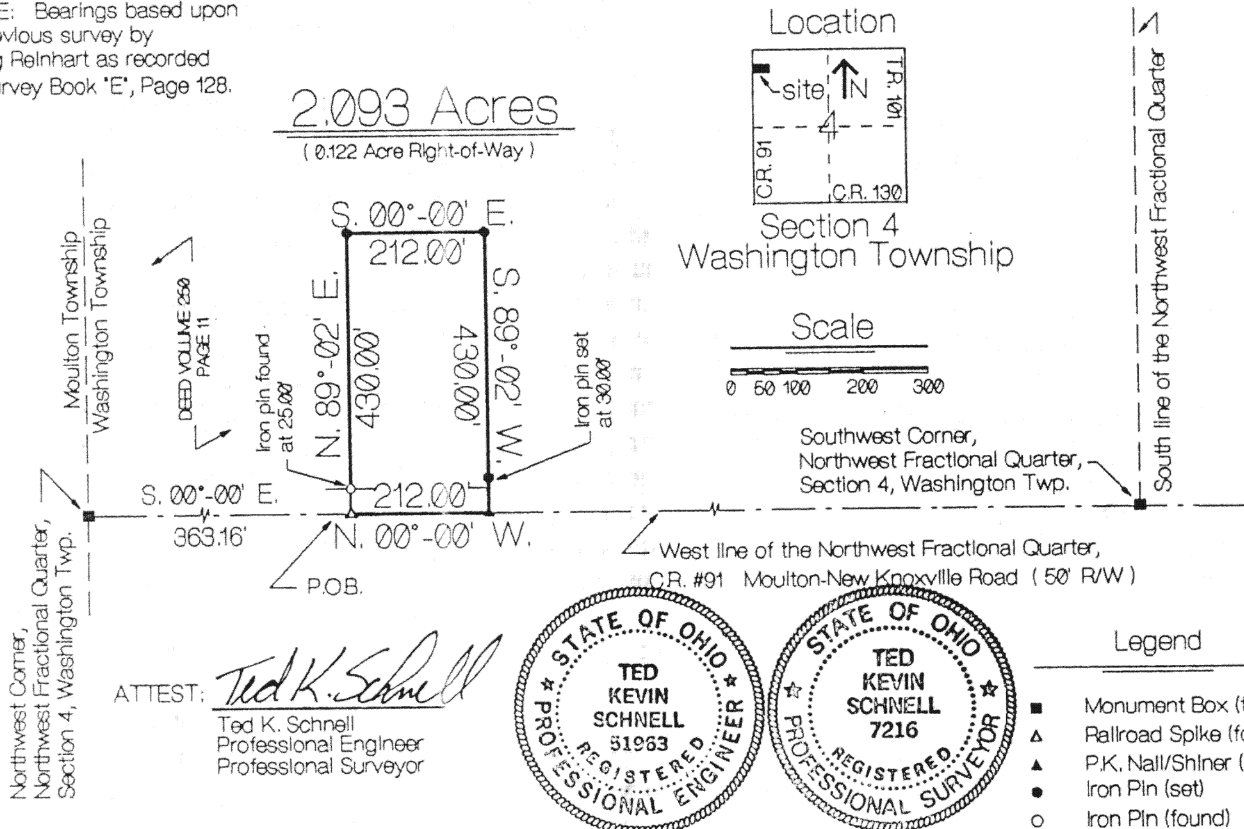 E: Bearings based upon
evious survey by
g Reinhart as recorded
urvey Book "E", Page 128.
2.093 Acres
( 0.122 Acre Right-of-Way )
Location
site
N
4
T.R. 101
C.R. 91
C.R. 130
Section 4
Washington Township
Scale
0 50 100 200 300
South line of the Northwest Fractional Quarter
Moulton Township
Washington Township
DEED VOLUME 250
PAGE 11
S. 00°-00' E.
212.00'
N. 89°-02' E.
430.00'
S. 89°-02' W.
430.00'
Iron pin found
at 25.00'
Iron pin set
at 30.00'
212.00'
N. 00°-00' W.
S. 00°-00' E.
363.16'
P.O.B.
Southwest Corner,
Northwest Fractional Quarter,
Section 4, Washington Twp.
West line of the Northwest Fractional Quarter,
C.R. #91 Moulton-New Knoxville Road ( 50' R/W )
Northwest Corner,
Northwest Fractional Quarter,
Section 4, Washington Twp.
ATTEST: Ted K. Schnell
Ted K. Schnell
Professional Engineer
Professional Surveyor
STATE OF OHIO
TED
KEVIN
SCHNELL
51963
REGISTERED
PROFESSIONAL ENGINEER
STATE OF OHIO
TED
KEVIN
SCHNELL
7216
REGISTERED
PROFESSIONAL SURVEYOR
Legend
Monument Box (f
Railroad Spike (fo
P.K. Nail/Shiner (
Iron Pin (set)
Iron Pin (found)